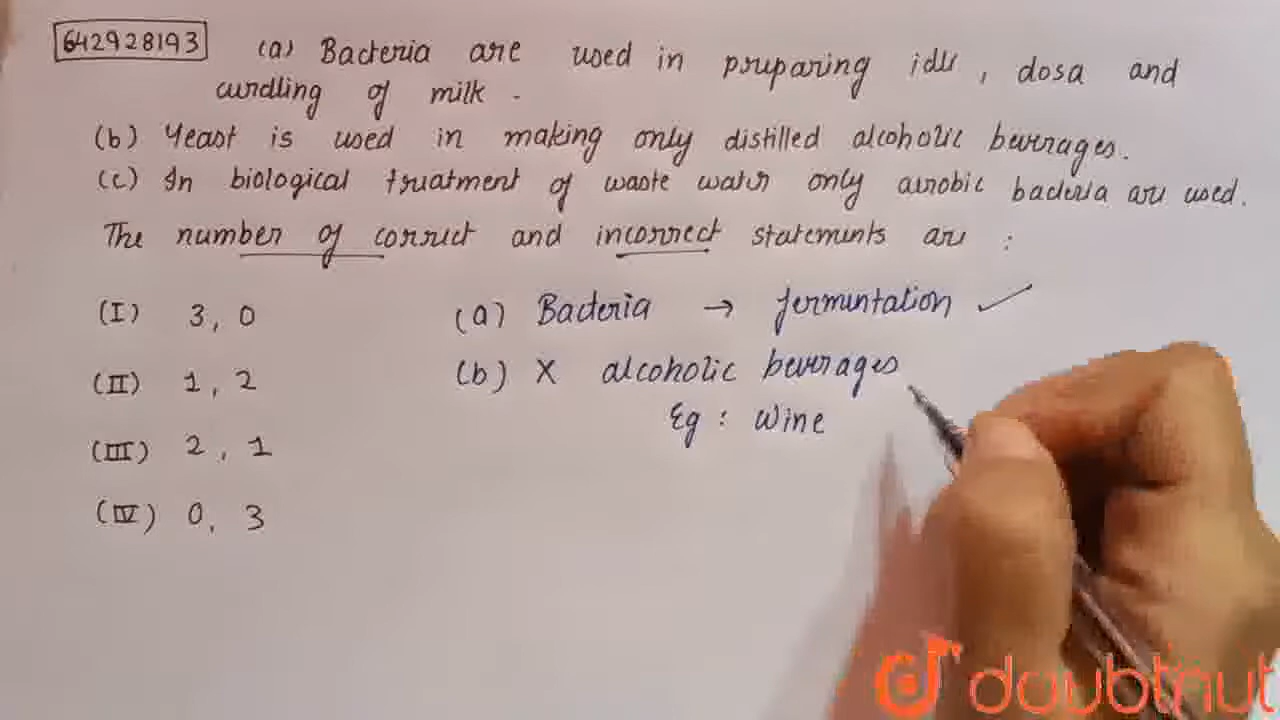 642928193 (a) Bacteria are used in preparing idli, dosa and
curdling of milk.
(b) Yeast is used in making only distilled alcoholic beverages.
(c) In biological treatment of waste water only aerobic bacteria are used.
The number of correct and incorrect statements are :
(I) 3, 0
(II) 1, 2
(III) 2, 1
(IV) 0, 3
(a) Bacteria → fermentation ✓
(b) X alcoholic beverages
Eg : Wine
doubtnut